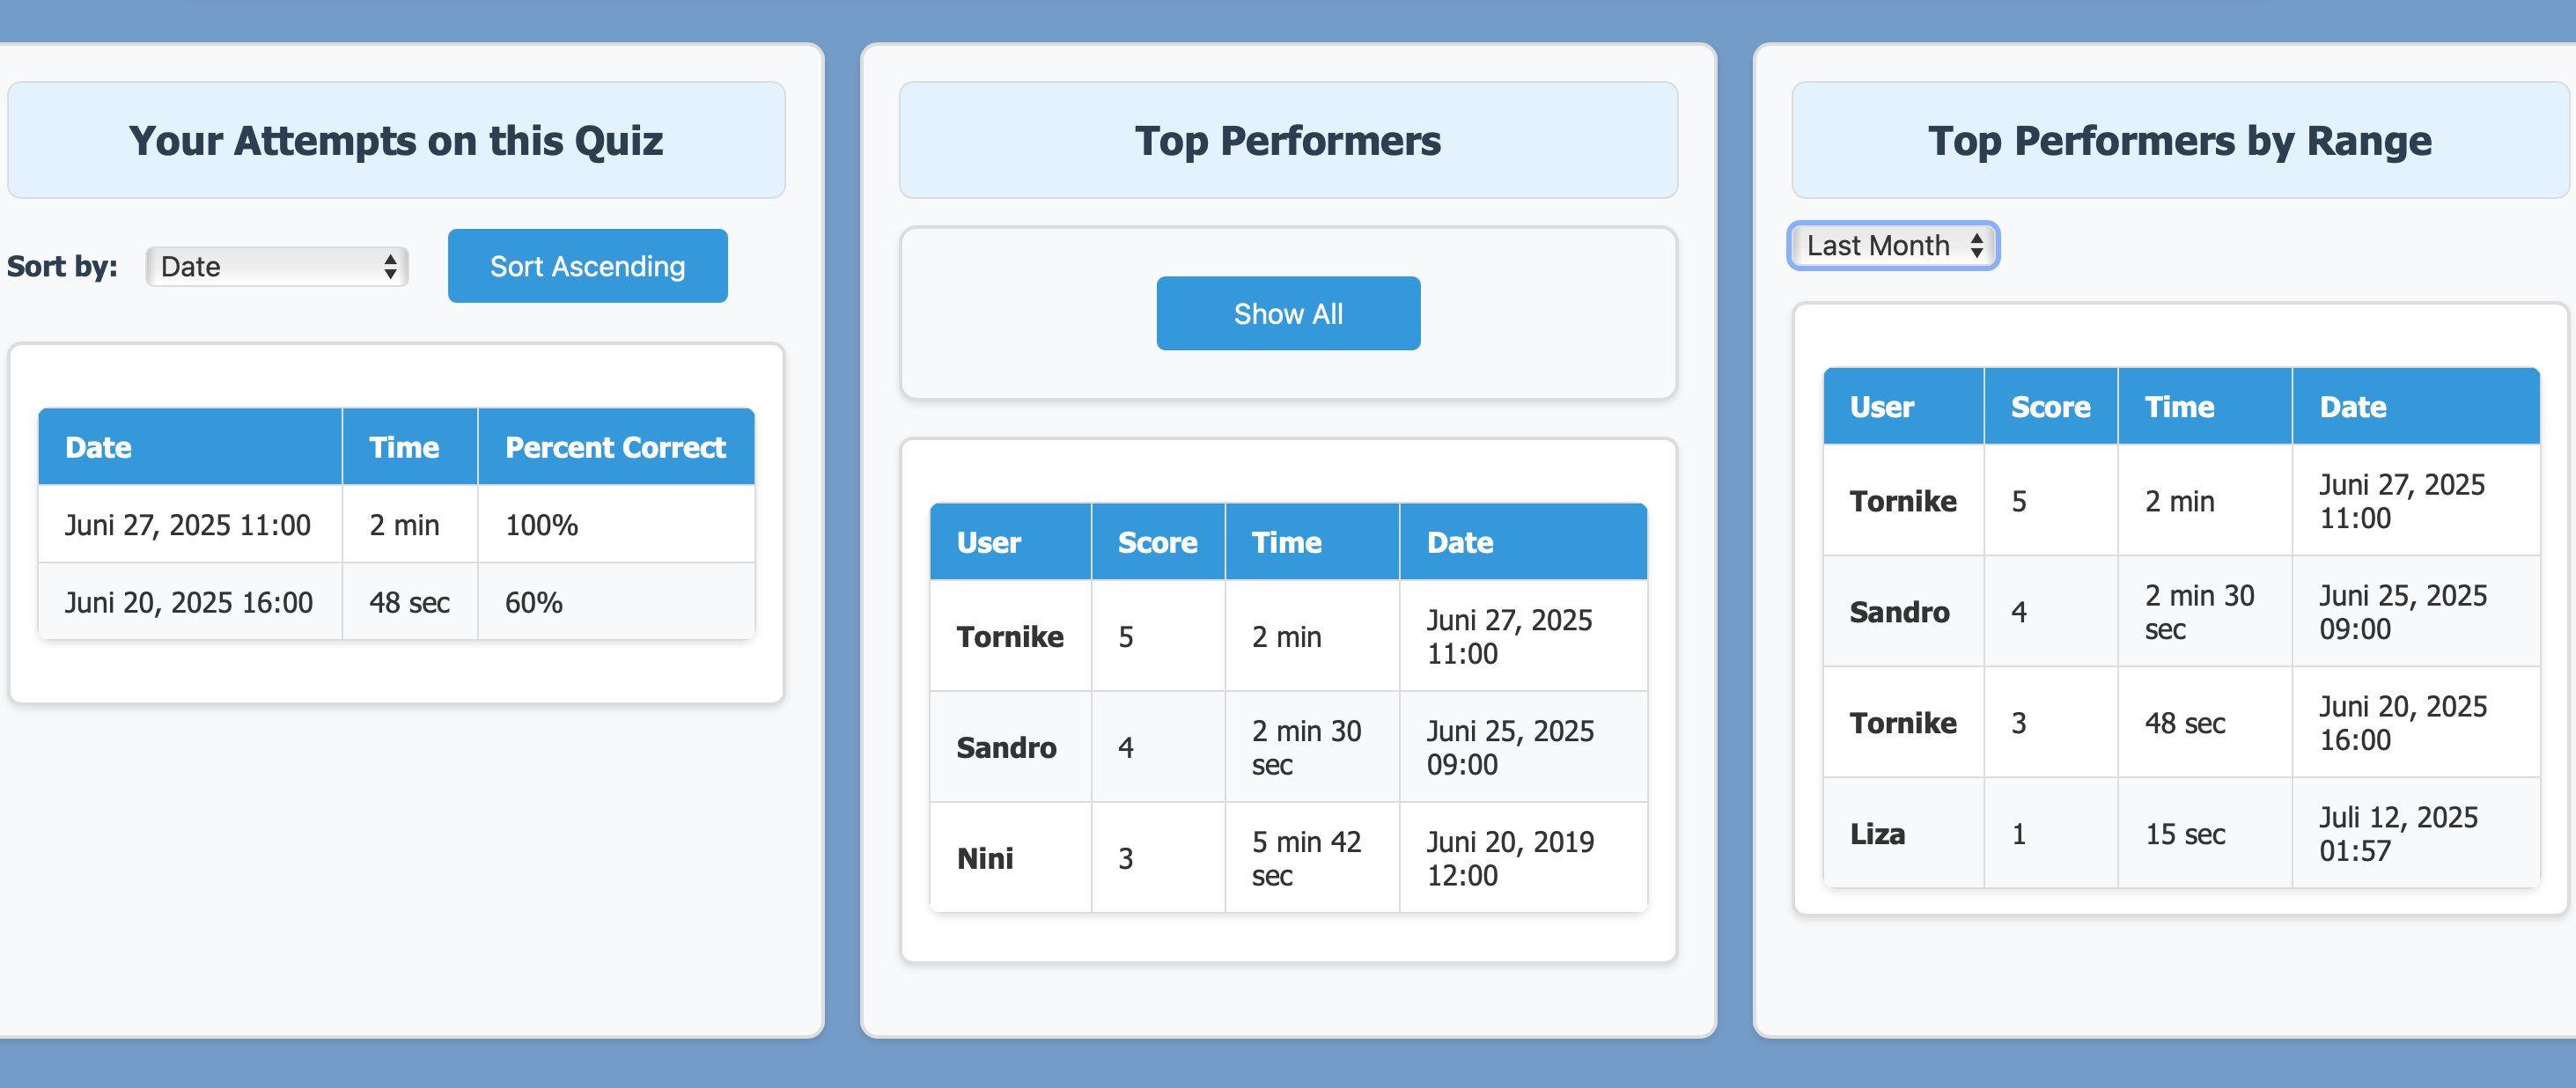 Your Attempts on this Quiz
Sort by: Date Sort Ascending
Date Time Percent Correct
Juni 27, 2025 11:00 2 min 100%
Juni 20, 2025 16:00 48 sec 60%
Top Performers
Show All
User Score Time Date
Tornike 5 2 min Juni 27, 2025
11:00
Sandro 4 2 min 30
sec Juni 25, 2025
09:00
Nini 3 5 min 42
sec Juni 20, 2019
12:00
Top Performers by Range
Last Month
User Score Time Date
Tornike 5 2 min Juni 27, 2025
11:00
Sandro 4 2 min 30
sec Juni 25, 2025
09:00
Tornike 3 48 sec Juni 20, 2025
16:00
Liza 1 15 sec Juli 12, 2025
01:57